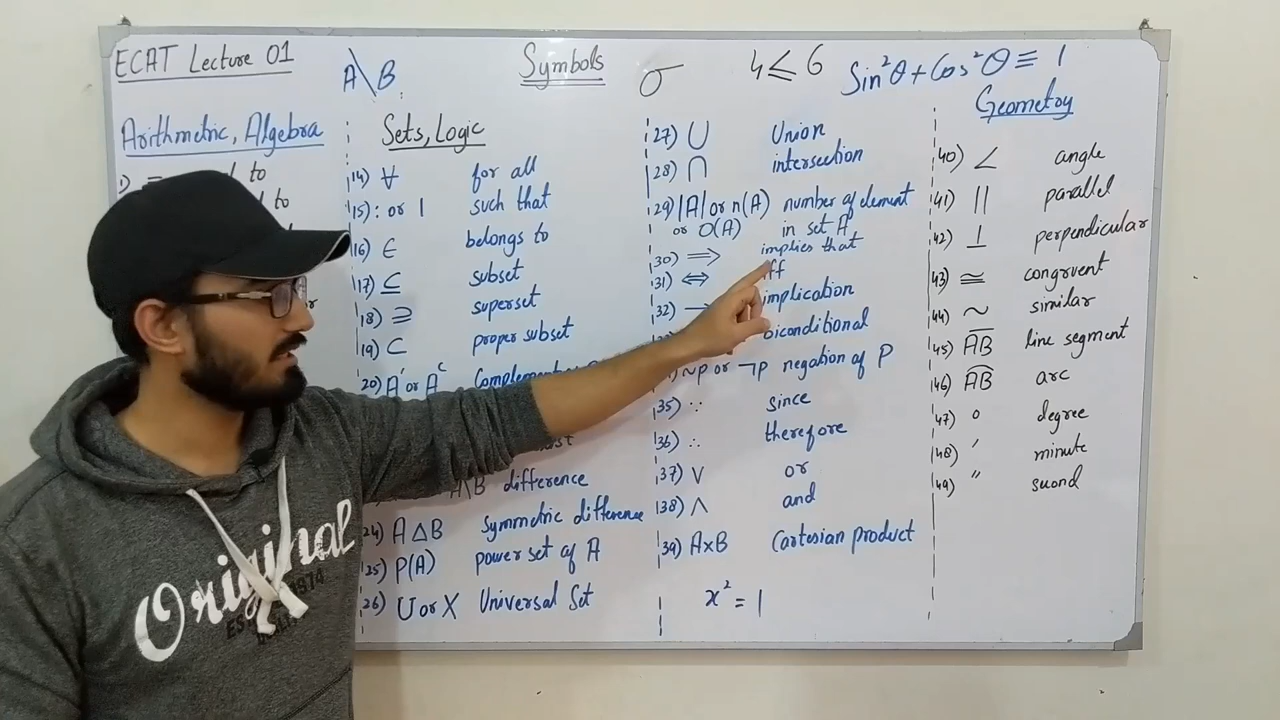 ECAT Lecture 01
A\B
Symbols
σ
4 ≤ 6
Sin²θ + Cos²θ ≡ 1
Arithmetric, Algebra
to
to
Sets, Logic
14) ∀ for all
15) : or | such that
16) ∈ belongs to
17) ⊆ subset
18) ⊇ superset
19) ⊂ proper subset
20) A' or Aᶜ
A\B difference
24) A △ B Symmetric difference
25) P(A) power set of A
26) U or X Universal Set
27) ∪ Union
28) ∩ intersection
29) |A| or n(A) number of element
or O(A) in set A
30) ⟹ implies that
31) ⟺ iff
32) → implication
biconditional
~p or ¬p negation of P
35) ∵ since
36) ∴ therefore
37) ∨ or
38) ∧ and
39) A×B Cartesian product
x² = 1
Geometry
40) ∠ angle
41) || parallel
42) ⊥ perpendicular
43) ≅ congruent
44) ~ similar
45) A̅B̅ line segment
46) A͡B arc
47) ° degree
48) ′ minute
49) ″ second
Original